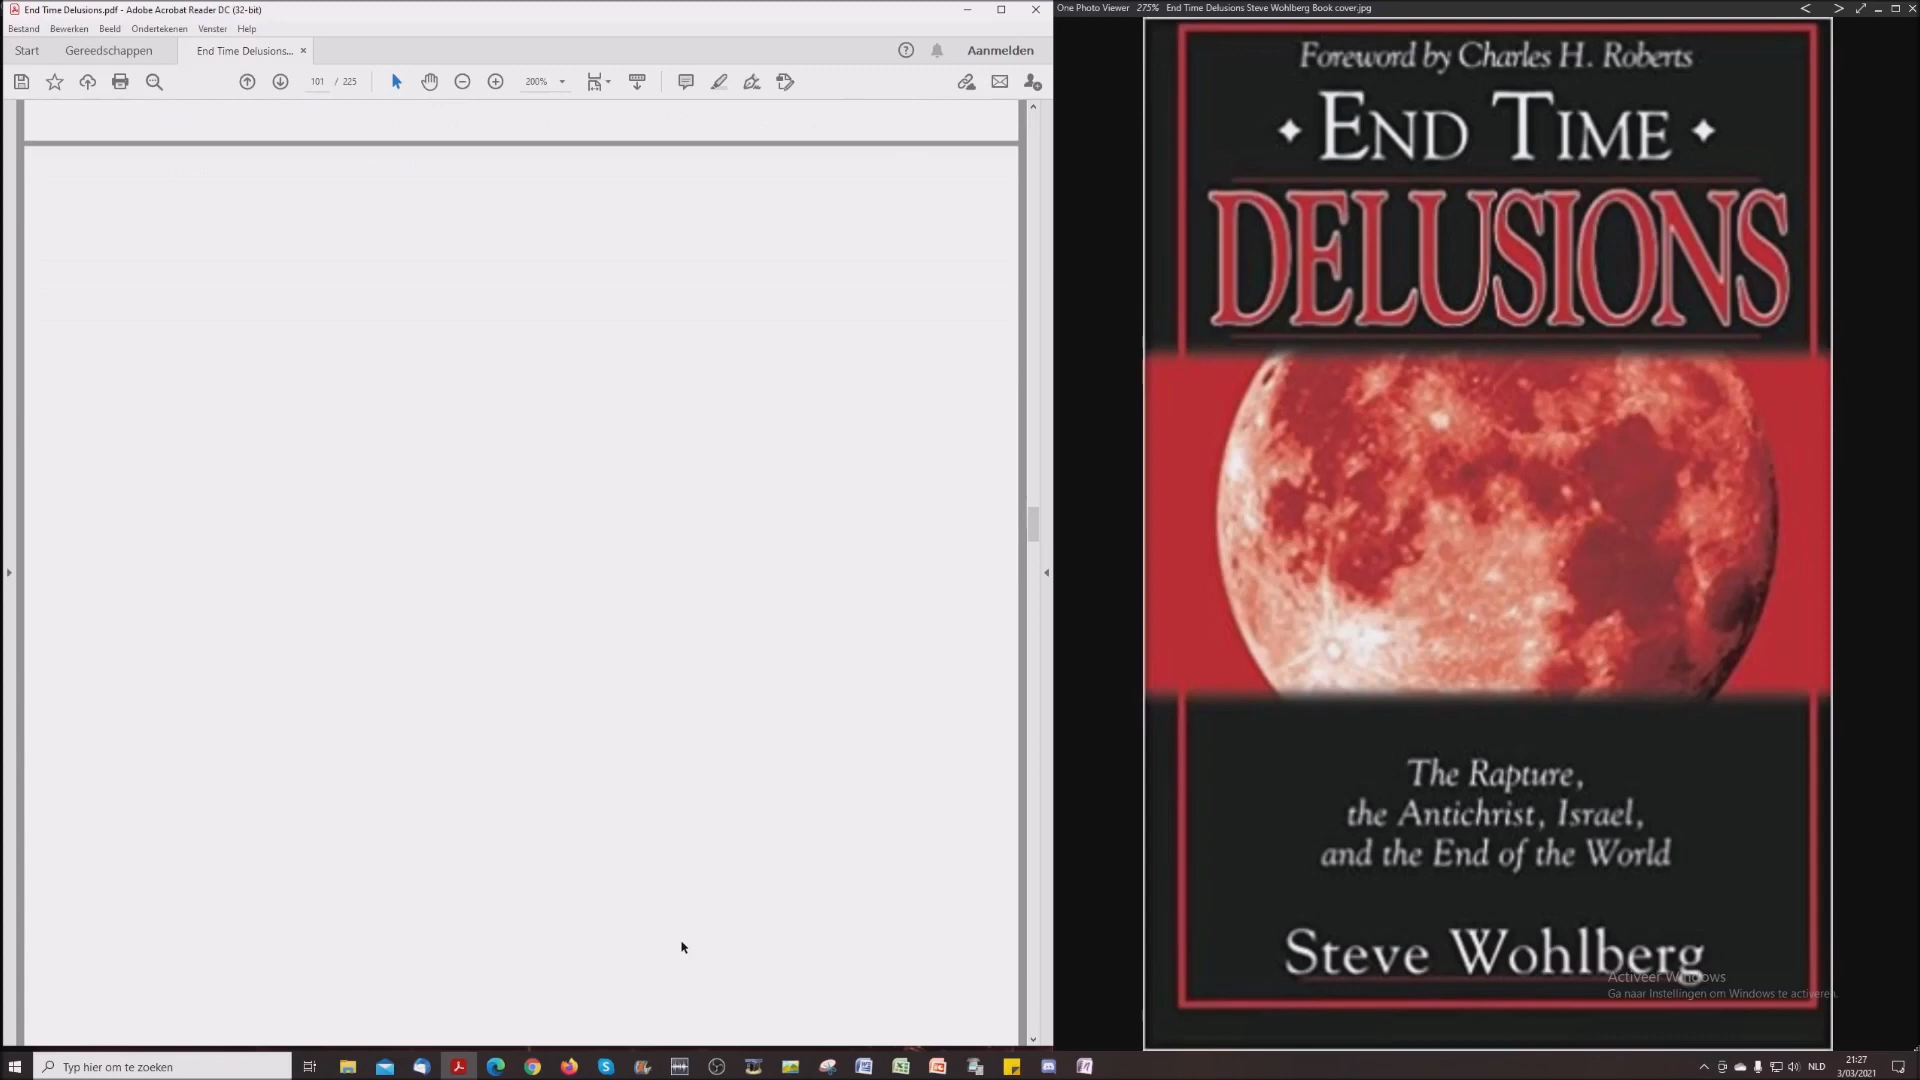 End Time Delusions.pdf - Adobe Acrobat Reader DC (32-bit)
Bestand Bewerken Beeld Ondertekenen Venster Help
Start Gereedschappen End Time Delusions... × Aanmelden
101 / 225 200%
One Photo Viewer 275% End Time Delusions Steve Wohlberg Book cover.jpg
Foreword by Charles H. Roberts
END TIME
DELUSIONS
The Rapture,
the Antichrist, Israel,
and the End of the World
Steve Wohlberg
Activeer Windows
Ga naar Instellingen om Windows te activeren.
Typ hier om te zoeken
NLD
21:27
3/03/2021